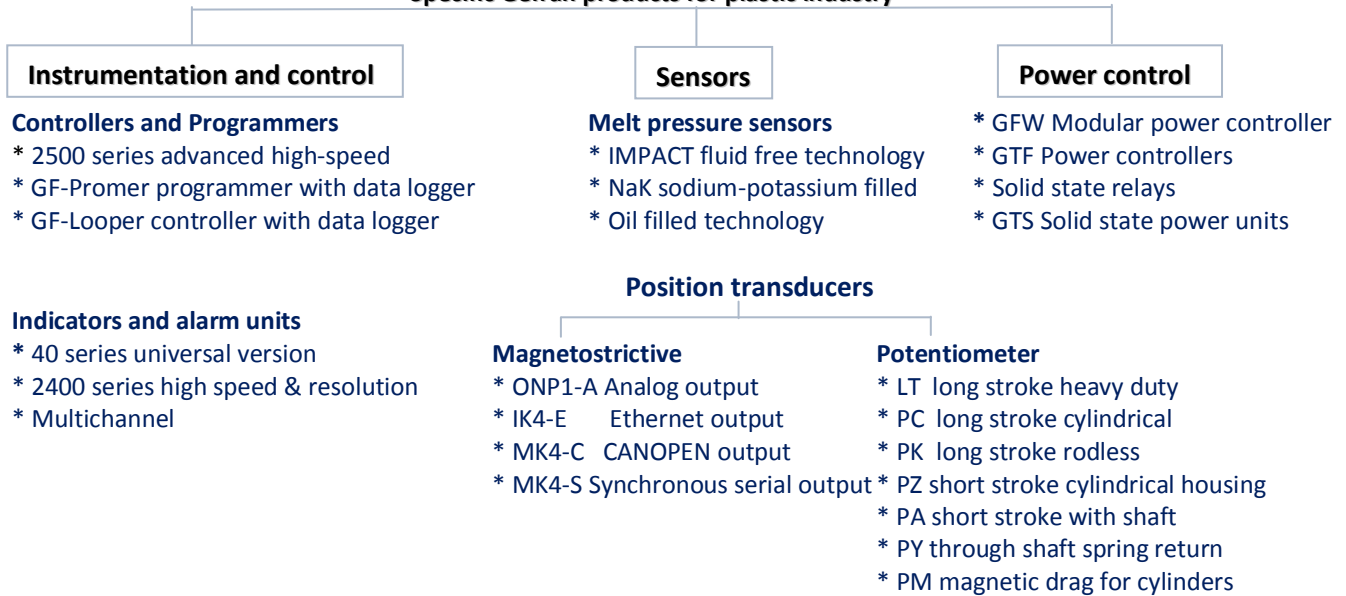 Specific Gefran products for plastic industry
Instrumentation and control
Sensors
Power control
Controllers and Programmers
* 2500 series advanced high-speed
* GF-Promer programmer with data logger
* GF-Looper controller with data logger
Indicators and alarm units
* 40 series universal version
* 2400 series high speed & resolution
* Multichannel
Melt pressure sensors
* IMPACT fluid free technology
* NaK sodium-potassium filled
* Oil filled technology
* GFW Modular power controller
* GTF Power controllers
* Solid state relays
* GTS Solid state power units
Position transducers
Magnetostrictive
* ONP1-A Analog output
* IK4-E Ethernet output
* MK4-C CANOPEN output
* MK4-S Synchronous serial output
Potentiometer
* LT long stroke heavy duty
* PC long stroke cylindrical
* PK long stroke rodless
* PZ short stroke cylindrical housing
* PA short stroke with shaft
* PY through shaft spring return
* PM magnetic drag for cylinders